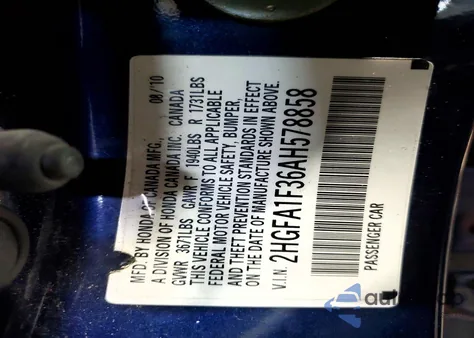 MFD. BY HONDA OF CANADA MFG. 08/10
A DIVISION OF HONDA CANADA INC. CANADA
GVWR 3671LBS GAWR F 1940LBS R 1731LBS
THIS VEHICLE CONFORMS TO ALL APPLICABLE
FEDERAL MOTOR VEHICLE SAFETY, BUMPER,
AND THEFT PREVENTION STANDARDS IN EFFECT
ON THE DATE OF MANUFACTURE SHOWN ABOVE.
V.I.N. 2HGFA1F36AH578858
PASSENGER CAR